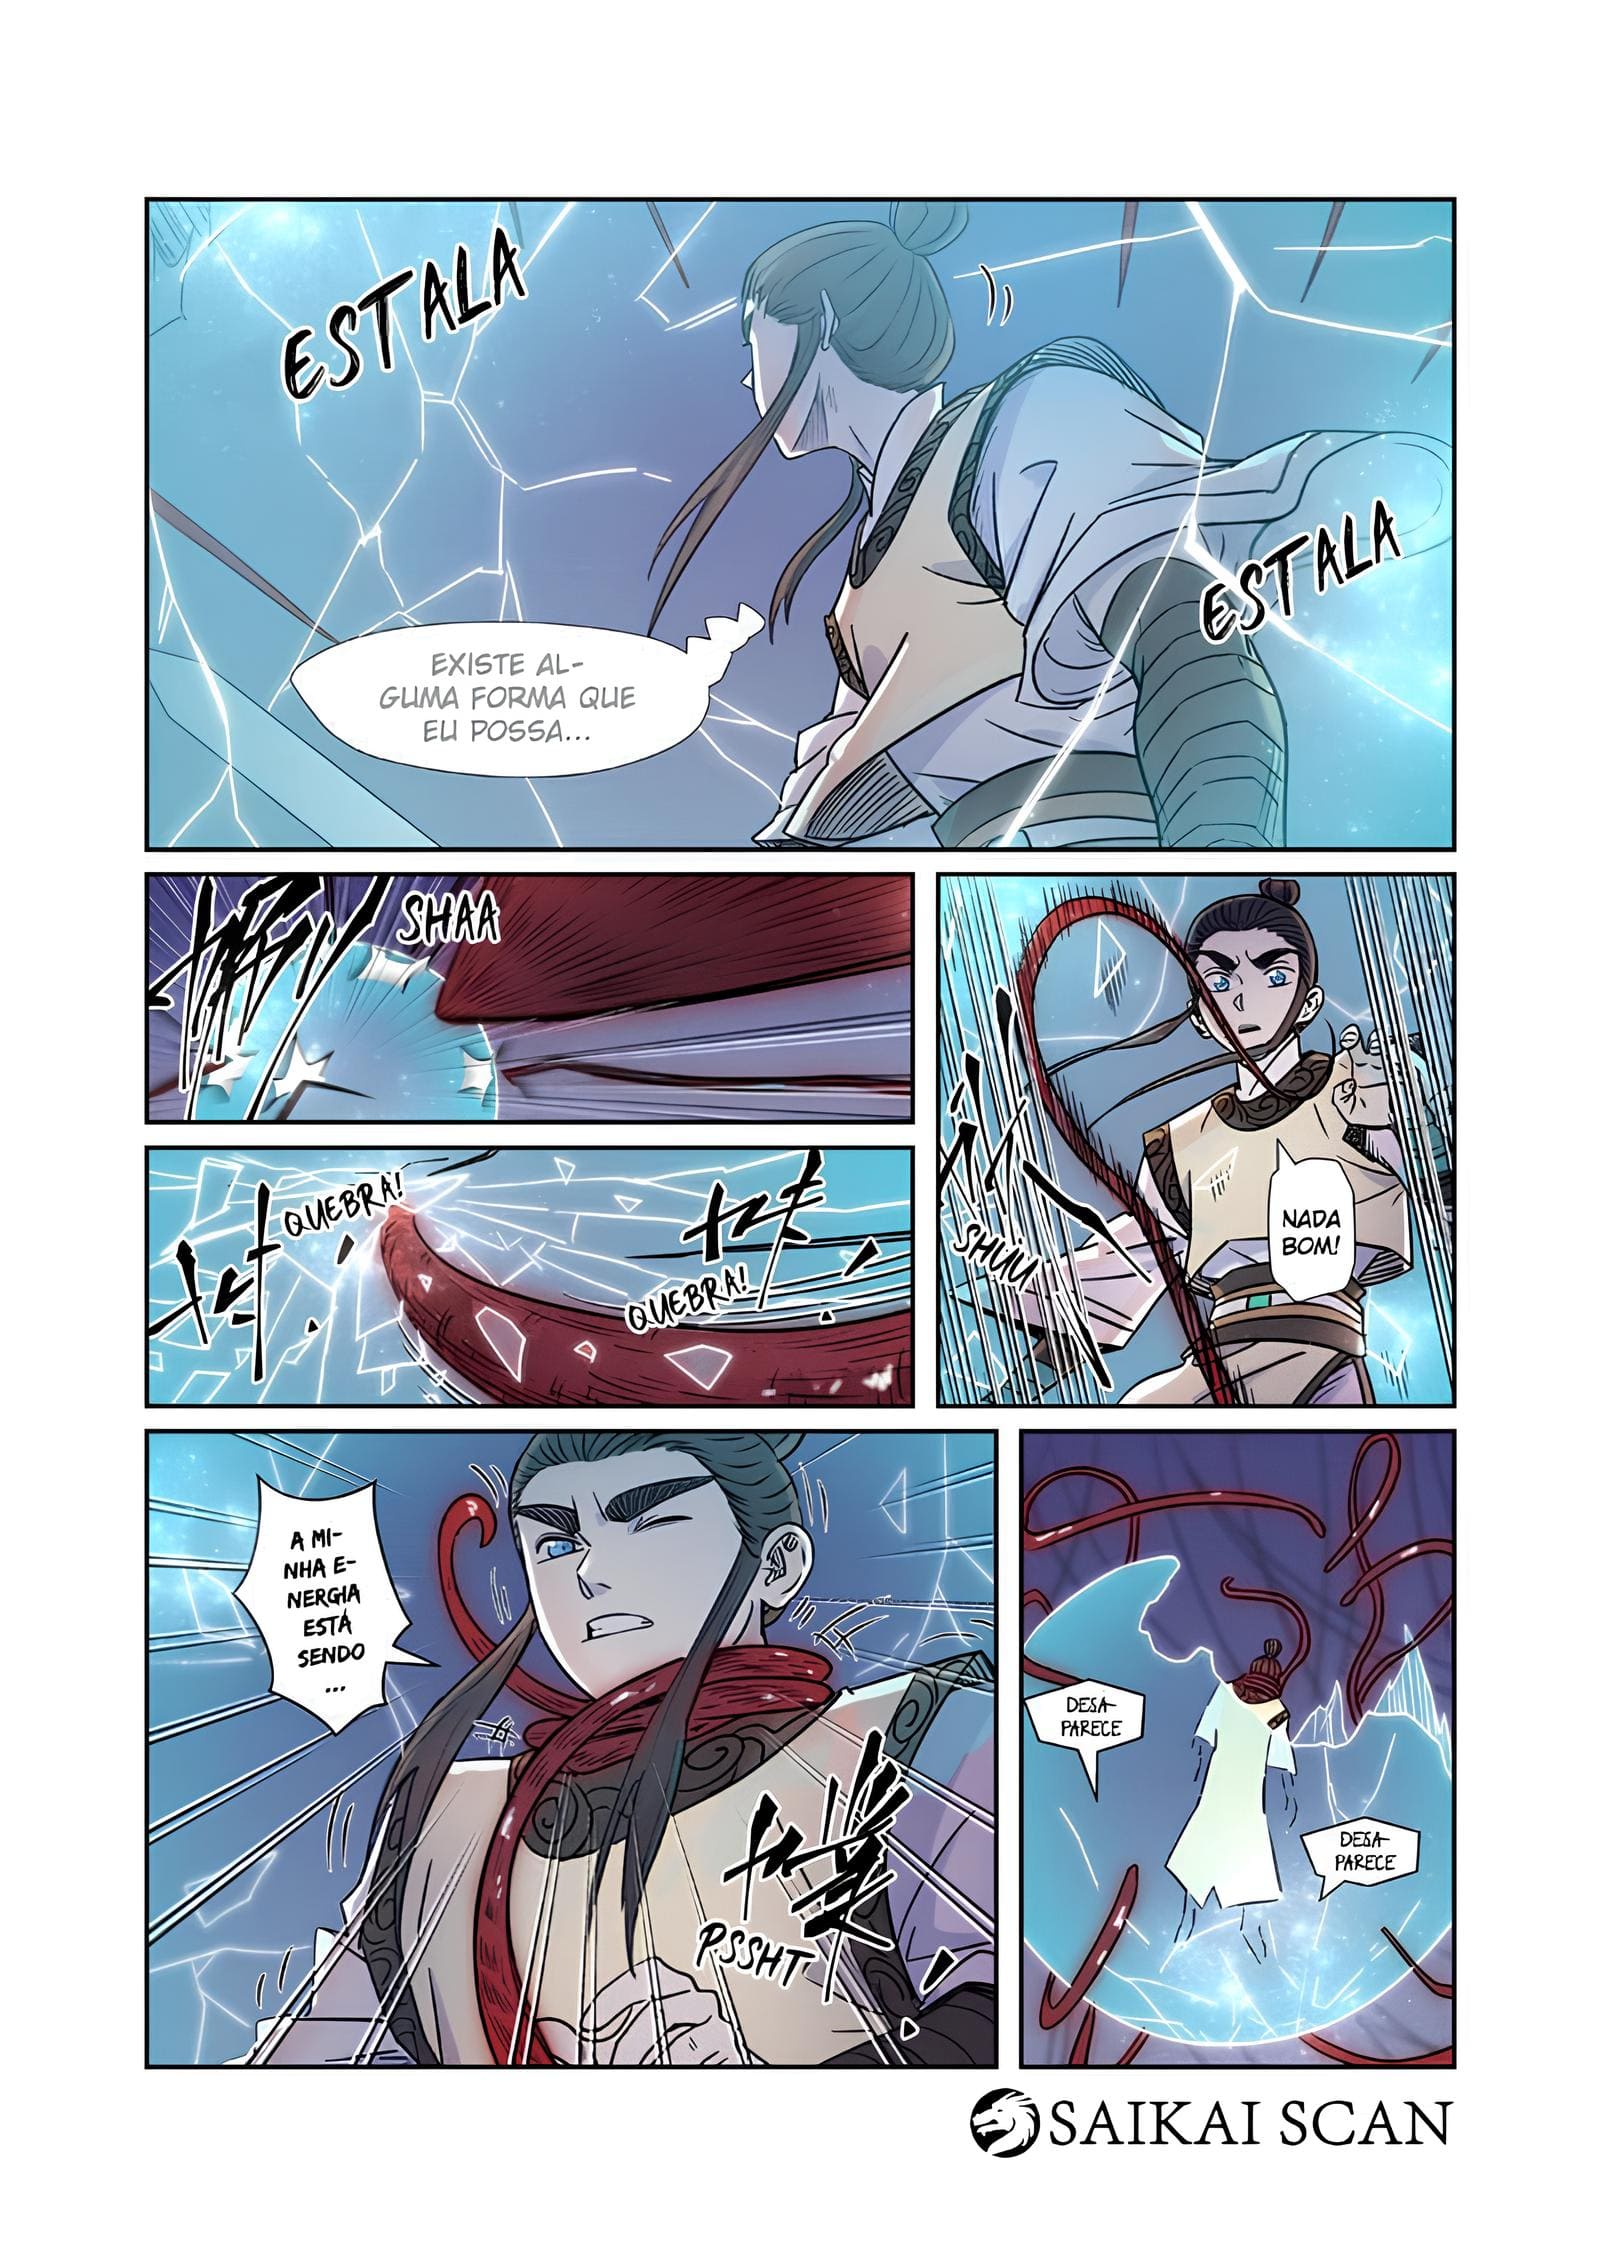 ESTALA
ESTALA
EXISTE AL-
GUMA FORMA QUE
EU POSSA...
SHAA
SHUU
NADA
BOM!
QUEBRA!
QUEBRA!
A MI-
NHA E-
NERGIA
ESTÁ
SENDO
...
PSSHT
DESA-
PARECE
DESA-
PARECE
SAIKAI SCAN